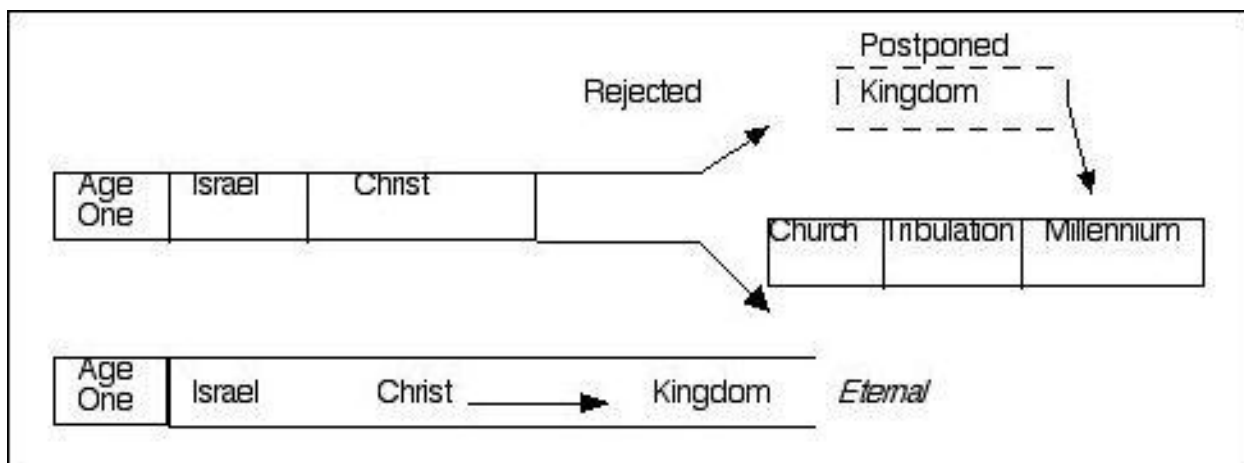 Postponed
Rejected
Kingdom
Age
One
Israel
Christ
Church
Tribulation
Millennium
Age
One
Israel
Christ
Kingdom
Eternal